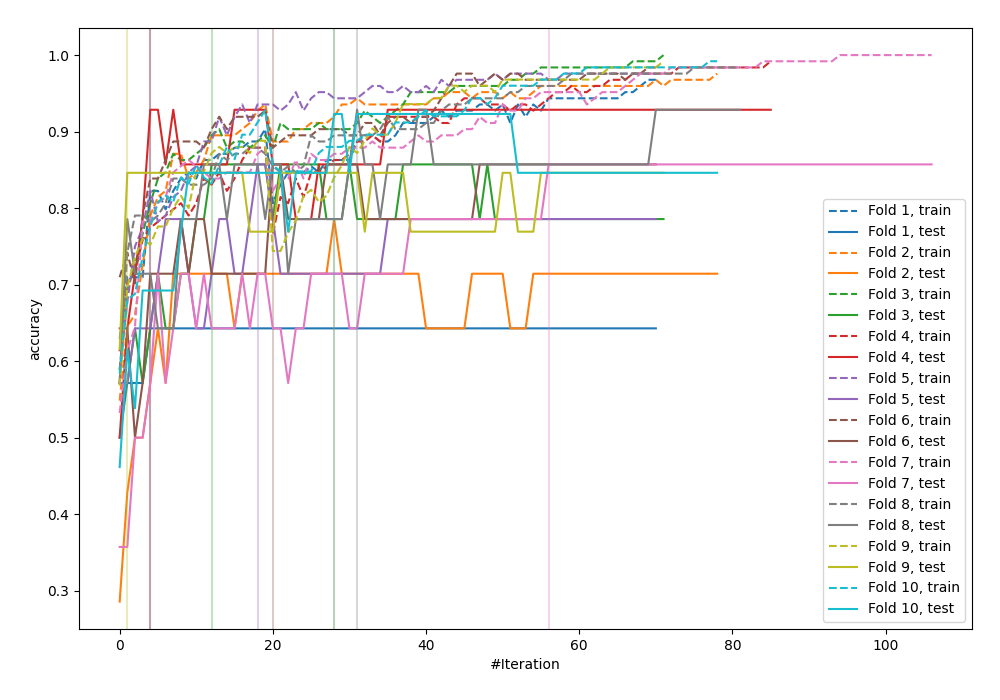 1.0
0.9
0.8
0.7
0.6
0.5
0.4
0.3
accuracy
0
20
40
60
80
100
#Iteration
Fold 1, train
Fold 1, test
Fold 2, train
Fold 2, test
Fold 3, train
Fold 3, test
Fold 4, train
Fold 4, test
Fold 5, train
Fold 5, test
Fold 6, train
Fold 6, test
Fold 7, train
Fold 7, test
Fold 8, train
Fold 8, test
Fold 9, train
Fold 9, test
Fold 10, train
Fold 10, test